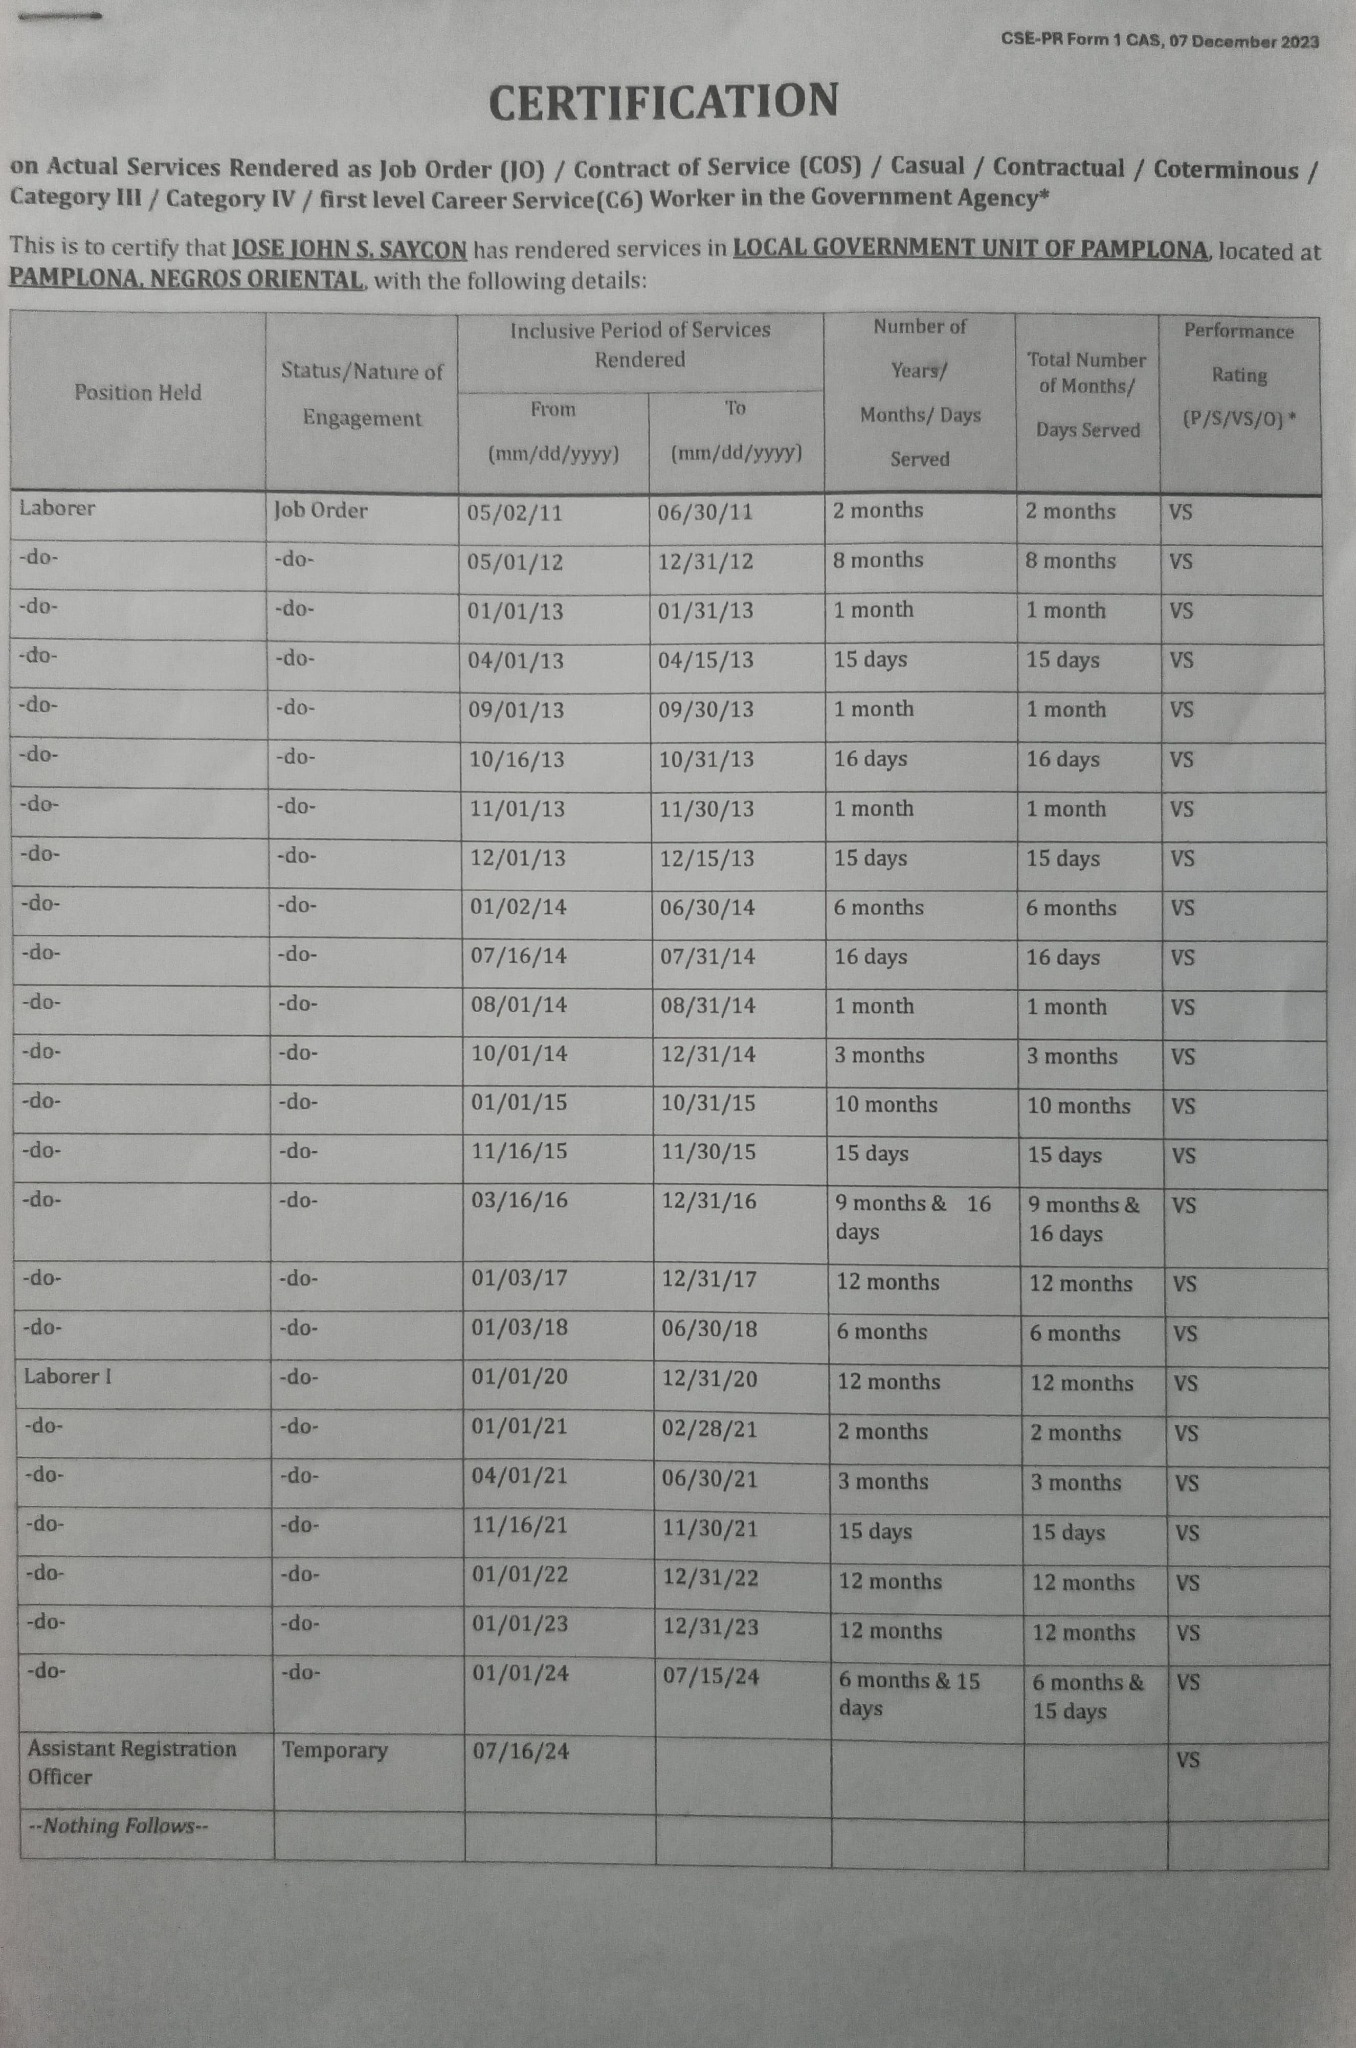 CSE-PR Form 1 CAS, 07 December 2023
CERTIFICATION
on Actual Services Rendered as Job Order (JO) / Contract of Service (COS) / Casual / Contractual / Coterminous /
Category III / Category IV / first level Career Service(C6) Worker in the Government Agency*
This is to certify that JOSE JOHN S. SAYCON has rendered services in LOCAL GOVERNMENT UNIT OF PAMPLONA, located at
PAMPLONA, NEGROS ORIENTAL, with the following details:
Position Held Status/Nature of Engagement Inclusive Period of Services Rendered From (mm/dd/yyyy) To (mm/dd/yyyy) Number of Years/ Months/ Days Served Total Number of Months/ Days Served Performance Rating (P/S/VS/O) *
Laborer Job Order 05/02/11 06/30/11 2 months 2 months VS
-do- -do- 05/01/12 12/31/12 8 months 8 months VS
-do- -do- 01/01/13 01/31/13 1 month 1 month VS
-do- -do- 04/01/13 04/15/13 15 days 15 days VS
-do- -do- 09/01/13 09/30/13 1 month 1 month VS
-do- -do- 10/16/13 10/31/13 16 days 16 days VS
-do- -do- 11/01/13 11/30/13 1 month 1 month VS
-do- -do- 12/01/13 12/15/13 15 days 15 days VS
-do- -do- 01/02/14 06/30/14 6 months 6 months VS
-do- -do- 07/16/14 07/31/14 16 days 16 days VS
-do- -do- 08/01/14 08/31/14 1 month 1 month VS
-do- -do- 10/01/14 12/31/14 3 months 3 months VS
-do- -do- 01/01/15 10/31/15 10 months 10 months VS
-do- -do- 11/16/15 11/30/15 15 days 15 days VS
-do- -do- 03/16/16 12/31/16 9 months & 16 days 9 months & 16 days VS
-do- -do- 01/03/17 12/31/17 12 months 12 months VS
-do- -do- 01/03/18 06/30/18 6 months 6 months VS
Laborer I -do- 01/01/20 12/31/20 12 months 12 months VS
-do- -do- 01/01/21 02/28/21 2 months 2 months VS
-do- -do- 04/01/21 06/30/21 3 months 3 months VS
-do- -do- 11/16/21 11/30/21 15 days 15 days VS
-do- -do- 01/01/22 12/31/22 12 months 12 months VS
-do- -do- 01/01/23 12/31/23 12 months 12 months VS
-do- -do- 01/01/24 07/15/24 6 months & 15 days 6 months & 15 days VS
Assistant Registration Officer Temporary 07/16/24 VS
--Nothing Follows--